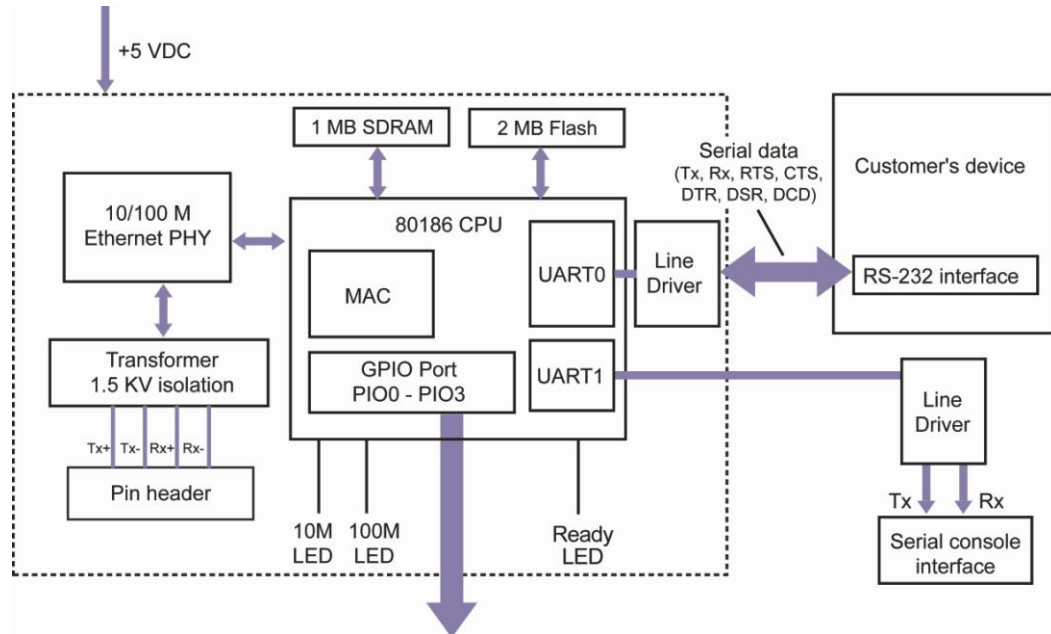 +5 VDC
1 MB SDRAM
2 MB Flash
Serial data
(Tx, Rx, RTS, CTS,
DTR, DSR, DCD)
Customer's device
10/100 M
Ethernet PHY
80186 CPU
MAC
UART0
Line
Driver
RS-232 interface
Transformer
1.5 KV isolation
GPIO Port
PIO0 - PIO3
UART1
Line
Driver
Tx+
Tx-
Rx+
Rx-
Pin header
10M
LED
100M
LED
Ready
LED
Tx
Rx
Serial console
interface